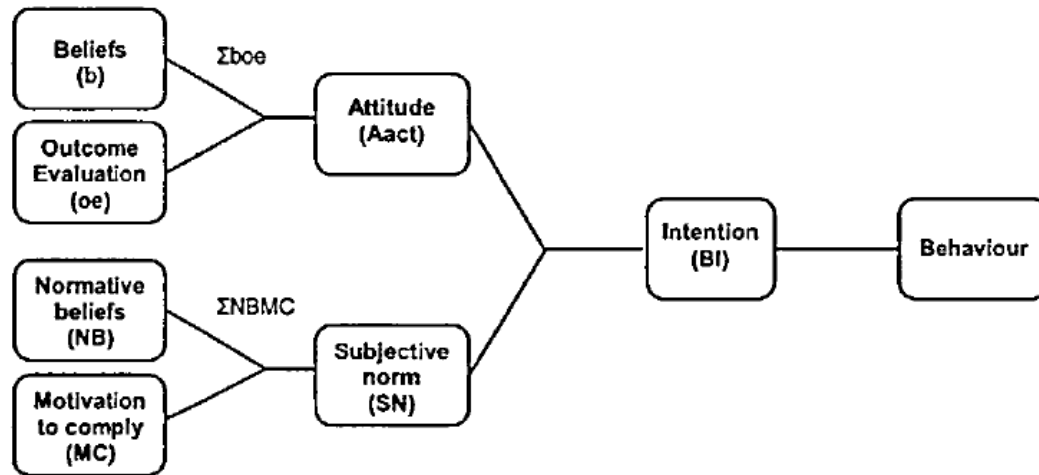 Beliefs
(b)
Σboe
Outcome
Evaluation
(oe)
Attitude
(Aact)
Normative
beliefs
(NB)
ΣNBMC
Motivation
to comply
(MC)
Subjective
norm
(SN)
Intention
(BI)
Behaviour